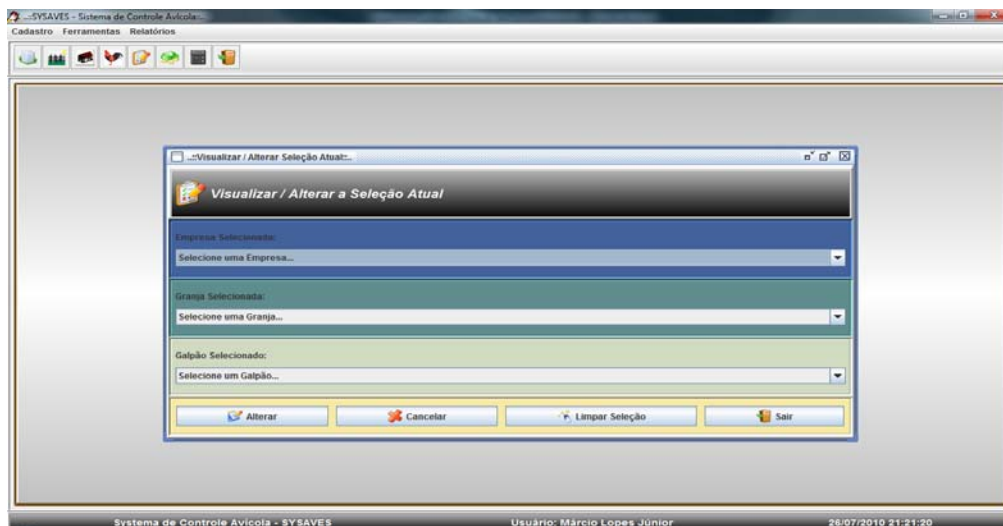 ..::SYSAVES - Sistema de Controle Avícola::..
Cadastro Ferramentas Relatórios
..::Visualizar / Alterar Seleção Atual::..
Visualizar / Alterar a Seleção Atual
Empresa Selecionada:
Selecione uma Empresa...
Granja Selecionada:
Selecione uma Granja...
Galpão Selecionado:
Selecione um Galpão...
Alterar Cancelar Limpar Seleção Sair
Systema de Controle Avicola - SYSAVES Usuário: Márcio Lopes Júnior 26/07/2010 21:21:20